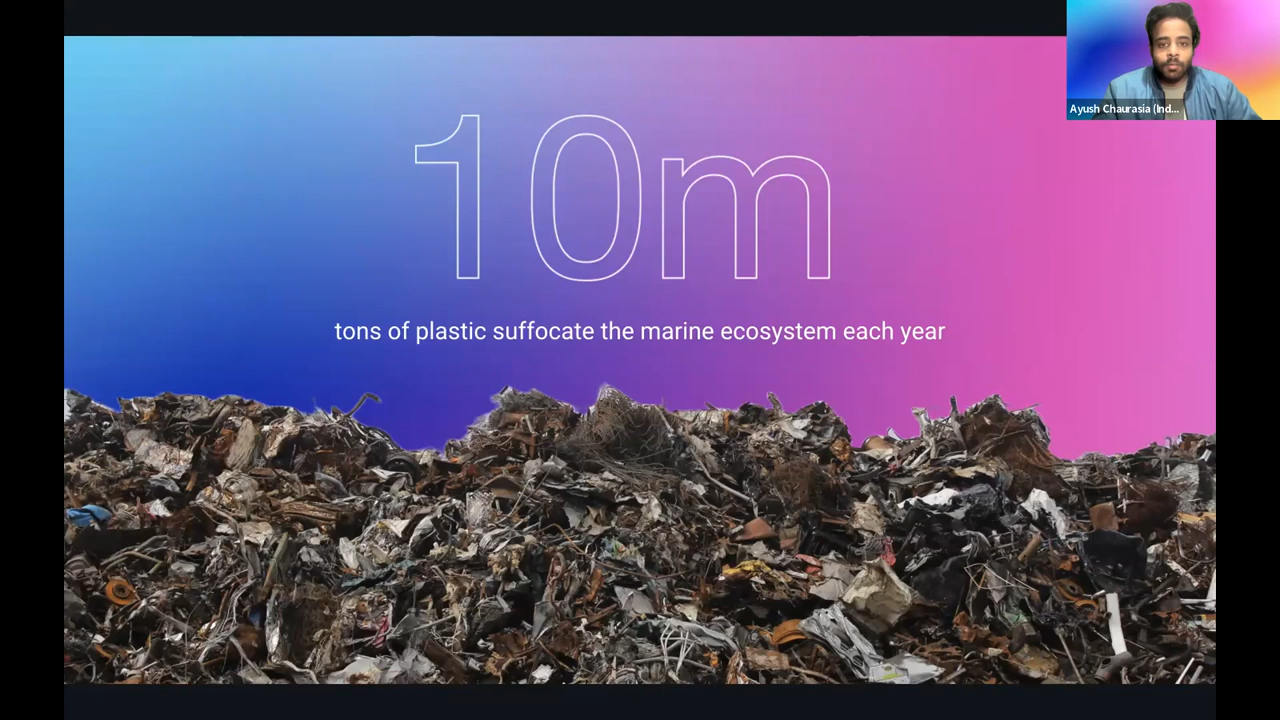 10m
tons of plastic suffocate the marine ecosystem each year
Ayush Chaurasia (Ind...